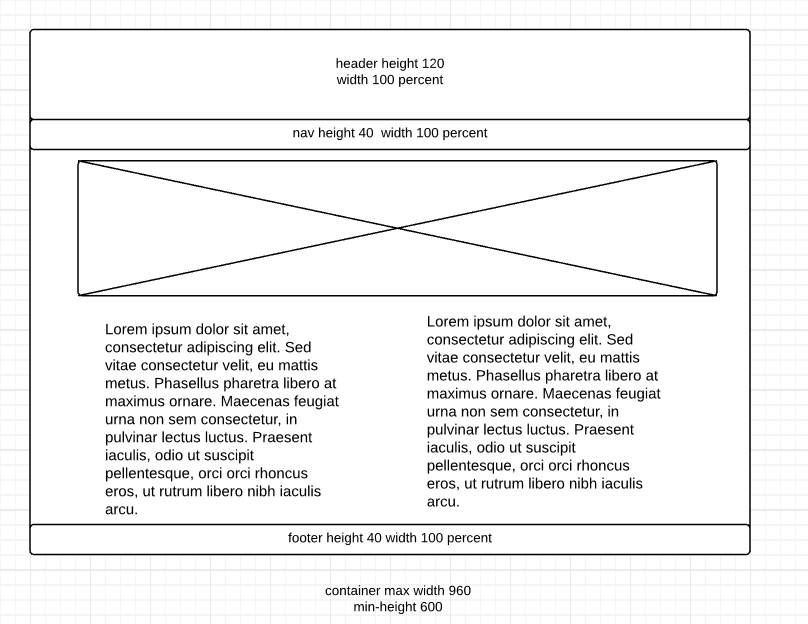 header height 120
width 100 percent
nav height 40  width 100 percent
Lorem ipsum dolor sit amet,
consectetur adipiscing elit. Sed
vitae consectetur velit, eu mattis
metus. Phasellus pharetra libero at
maximus ornare. Maecenas feugiat
urna non sem consectetur, in
pulvinar lectus luctus. Praesent
iaculis, odio ut suscipit
pellentesque, orci orci rhoncus
eros, ut rutrum libero nibh iaculis
arcu.
Lorem ipsum dolor sit amet,
consectetur adipiscing elit. Sed
vitae consectetur velit, eu mattis
metus. Phasellus pharetra libero at
maximus ornare. Maecenas feugiat
urna non sem consectetur, in
pulvinar lectus luctus. Praesent
iaculis, odio ut suscipit
pellentesque, orci orci rhoncus
eros, ut rutrum libero nibh iaculis
arcu.
footer height 40 width 100 percent
container max width 960
min-height 600